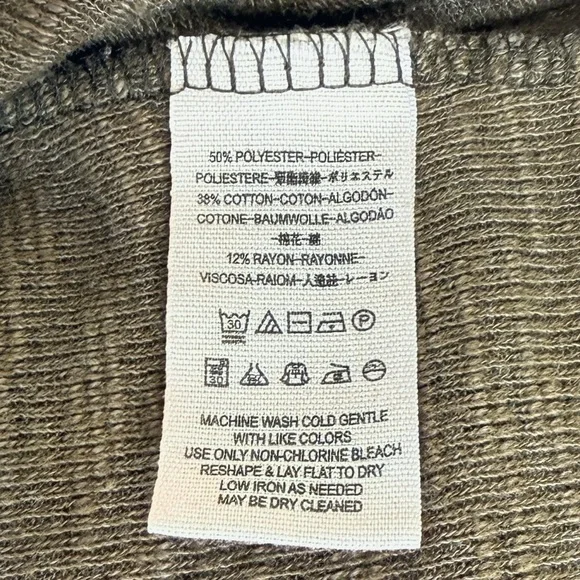 50% POLYESTER-POLIÉSTER-
POLIESTERE-聚酯纖維-ポリエステル
38% COTTON-COTON-ALGODÓN-
COTONE-BAUMWOLLE-ALGODÃO
-棉花-綿
12% RAYON-RAYONNE-
VISCOSA-RAIOM-人造絲-レーヨン
30
P
30
MACHINE WASH COLD GENTLE
WITH LIKE COLORS
USE ONLY NON-CHLORINE BLEACH
RESHAPE & LAY FLAT TO DRY
LOW IRON AS NEEDED
MAY BE DRY CLEANED